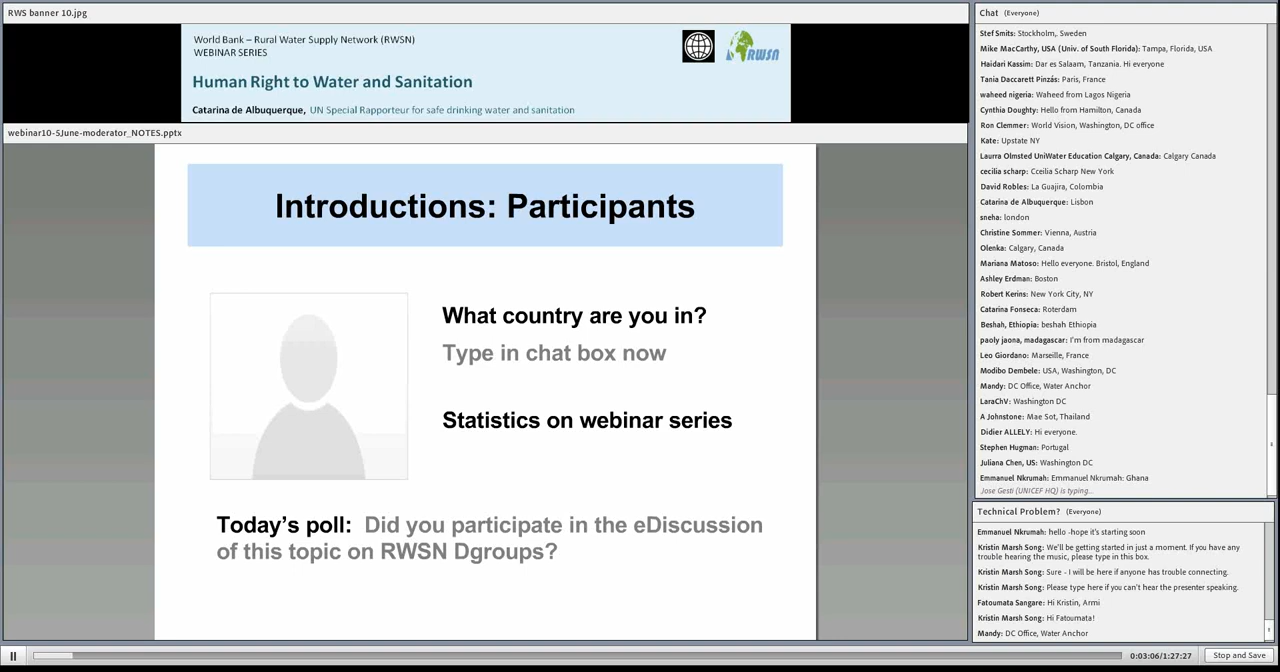 RWS banner 10.jpg
World Bank – Rural Water Supply Network (RWSN)
WEBINAR SERIES
RWSN
Human Right to Water and Sanitation
Catarina de Albuquerque, UN Special Rapporteur for safe drinking water and sanitation
webinar10-5June-moderator_NOTES.pptx
Introductions: Participants
What country are you in?
Type in chat box now
Statistics on webinar series
Today's poll: Did you participate in the eDiscussion
of this topic on RWSN Dgroups?
Chat (Everyone)
Stef Smits: Stockholm,, Sweden
Mike MacCarthy, USA (Univ. of South Florida): Tampa, Florida, USA
Haidari Kassim: Dar es Salaam, Tanzania. Hi everyone
Tania Daccarett Pinzás: Paris, France
waheed nigeria: Waheed from Lagos Nigeria
Cynthia Doughty: Hello from Hamilton, Canada
Ron Clemmer: World Vision, Washington, DC office
Kate: Upstate NY
Laurra Olmsted UniWater Education Calgary, Canada: Calgary Canada
cecilia scharp: Cceilia Scharp New York
David Robles: La Guajira, Colombia
Catarina de Albuquerque: Lisbon
sneha: london
Christine Sommer: Vienna, Austria
Olenka: Calgary, Canada
Mariana Matoso: Hello everyone. Bristol, England
Ashley Erdman: Boston
Robert Kerins: New York City, NY
Catarina Fonseca: Roterdam
Beshah, Ethiopia: beshah Ethiopia
paoly jaona, madagascar: I'm from madagascar
Leo Giordano: Marseille, France
Modibo Dembele: USA, Washington, DC
Mandy: DC Office, Water Anchor
LaraChV: Washington DC
A Johnstone: Mae Sot, Thailand
Didier ALLELY: Hi everyone.
Stephen Hugman: Portugal
Juliana Chen, US: Washington DC
Emmanuel Nkrumah: Emmanuel Nkrumah: Ghana
Jose Gesti (UNICEF HQ) is typing...
Technical Problem? (Everyone)
Emmanuel Nkrumah: hello -hope it's starting soon
Kristin Marsh Song: We'll be getting started in just a moment. If you have any
trouble hearing the music, please type in this box.
Kristin Marsh Song: Sure - I will be here if anyone has trouble connecting.
Kristin Marsh Song: Please type here if you can't hear the presenter speaking.
Fatoumata Sangare: Hi Kristin, Armi
Kristin Marsh Song: Hi Fatoumata!
Mandy: DC Office, Water Anchor
0:03:06/1:27:27
Stop and Save